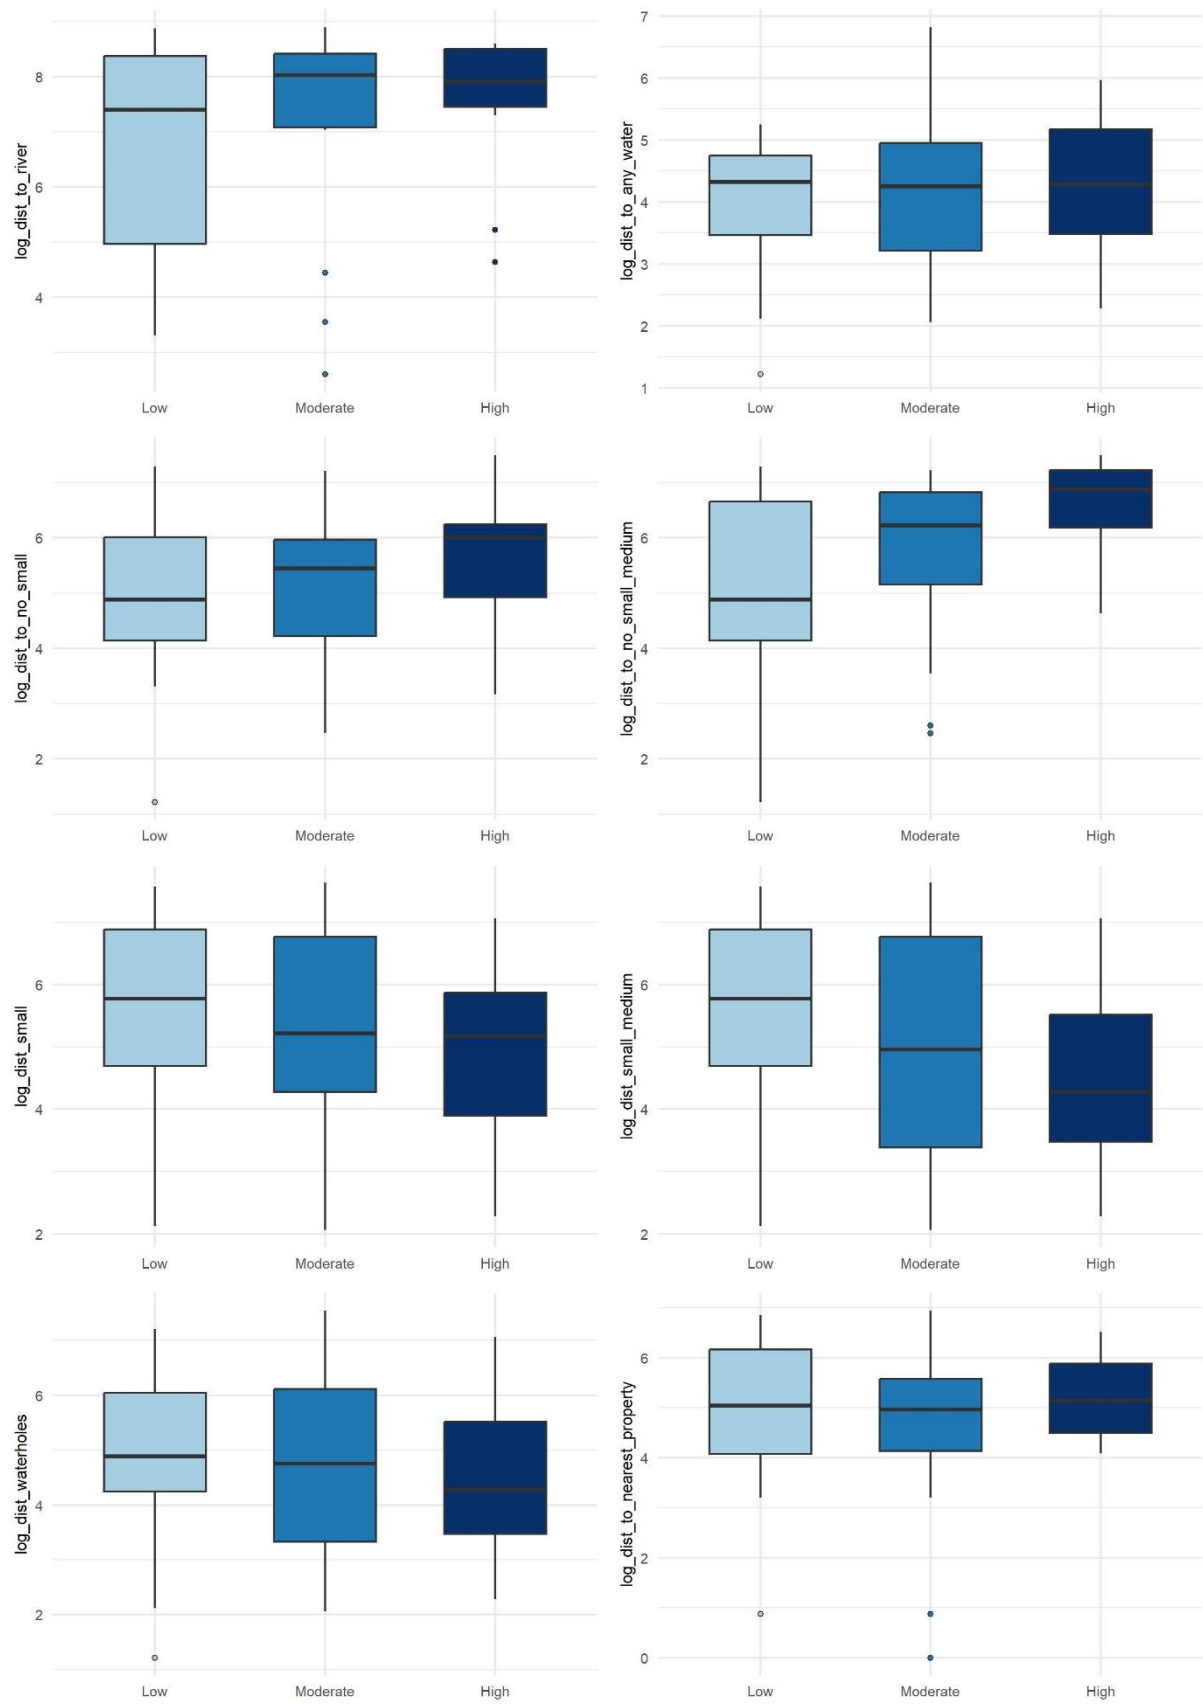 log_dist_to_river
8
6
4
Low Moderate High
log_dist_to_any_water
7
6
5
4
3
2
1
Low Moderate High
log_dist_to_no_small
6
4
2
Low Moderate High
log_dist_to_no_small_medium
6
4
2
Low Moderate High
log_dist_small
6
4
2
Low Moderate High
log_dist_small_medium
6
4
2
Low Moderate High
log_dist_waterholes
6
4
2
Low Moderate High
log_dist_to_nearest_property
6
4
2
0
Low Moderate High